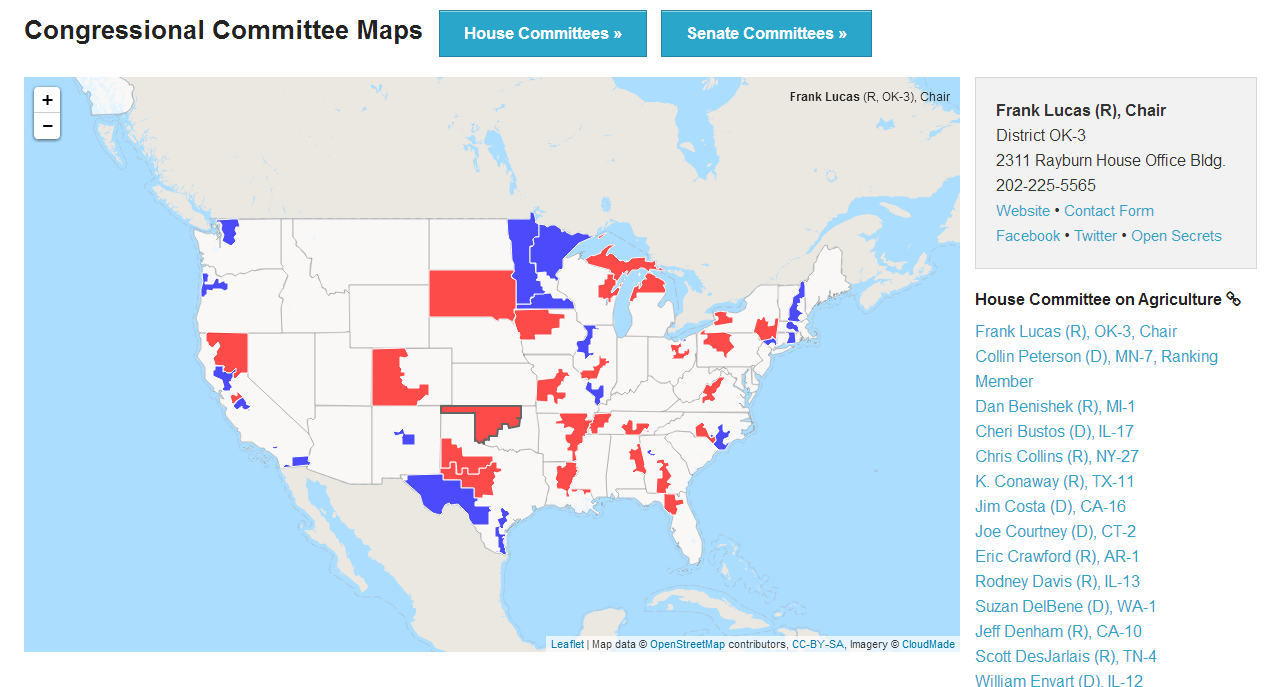 Congressional Committee Maps
House Committees »
Senate Committees »
+
−
Frank Lucas (R, OK-3), Chair
Leaflet | Map data © OpenStreetMap contributors, CC-BY-SA, Imagery © CloudMade
Frank Lucas (R), Chair
District OK-3
2311 Rayburn House Office Bldg.
202-225-5565
Website • Contact Form
Facebook • Twitter • Open Secrets
House Committee on Agriculture
Frank Lucas (R), OK-3, Chair
Collin Peterson (D), MN-7, Ranking
Member
Dan Benishek (R), MI-1
Cheri Bustos (D), IL-17
Chris Collins (R), NY-27
K. Conaway (R), TX-11
Jim Costa (D), CA-16
Joe Courtney (D), CT-2
Eric Crawford (R), AR-1
Rodney Davis (R), IL-13
Suzan DelBene (D), WA-1
Jeff Denham (R), CA-10
Scott DesJarlais (R), TN-4
William Enyart (D), IL-12